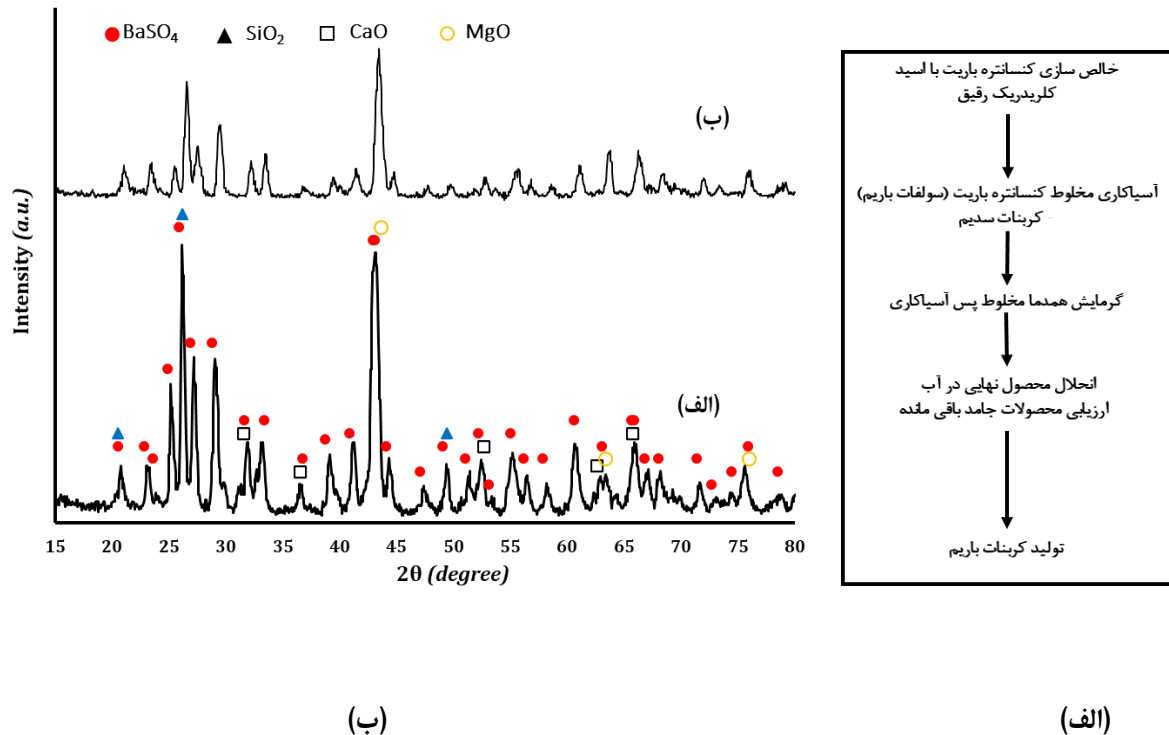 BaSO4 SiO2 CaO MgO
Intensity (a.u.)
(ب)
(الف)
15 20 25 30 35 40 45 50 55 60 65 70 75 80
2θ (degree)
خالص سازی کنسانتره باریت با اسید
کلریدریک رقیق
آسیاکاری مخلوط کنسانتره باریت (سولفات باریم)
- کربنات سدیم
گرمایش همدما مخلوط پس آسیاکاری
انحلال محصول نهایی در آب
ارزیابی محصولات جامد باقی مانده
تولید کربنات باریم
(ب)
(الف)